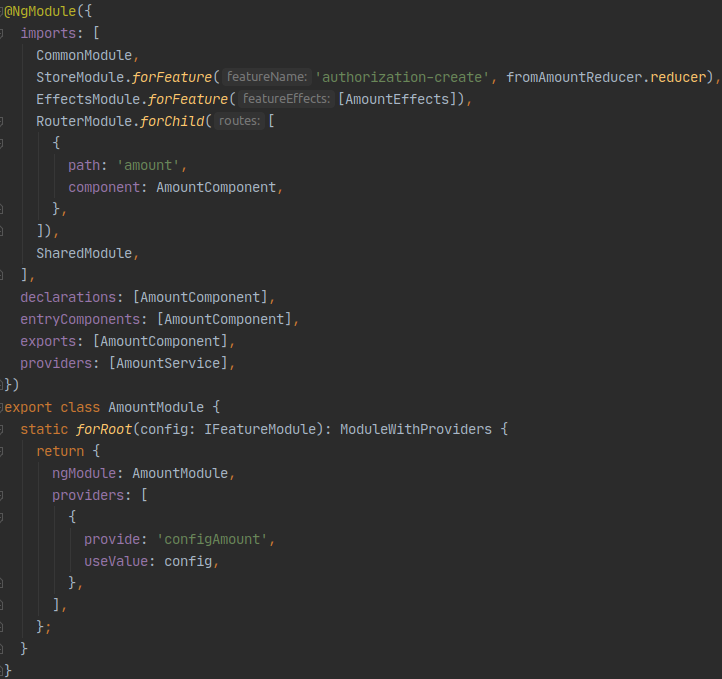 @NgModule({
  imports: [
    CommonModule,
    StoreModule.forFeature( featureName: 'authorization-create', fromAmountReducer.reducer),
    EffectsModule.forFeature( featureEffects: [AmountEffects]),
    RouterModule.forChild( routes: [
      {
        path: 'amount',
        component: AmountComponent,
      },
    ]),
    SharedModule,
  ],
  declarations: [AmountComponent],
  entryComponents: [AmountComponent],
  exports: [AmountComponent],
  providers: [AmountService],
})
export class AmountModule {
  static forRoot(config: IFeatureModule): ModuleWithProviders {
    return {
      ngModule: AmountModule,
      providers: [
        {
          provide: 'configAmount',
          useValue: config,
        },
      ],
    };
  }
}